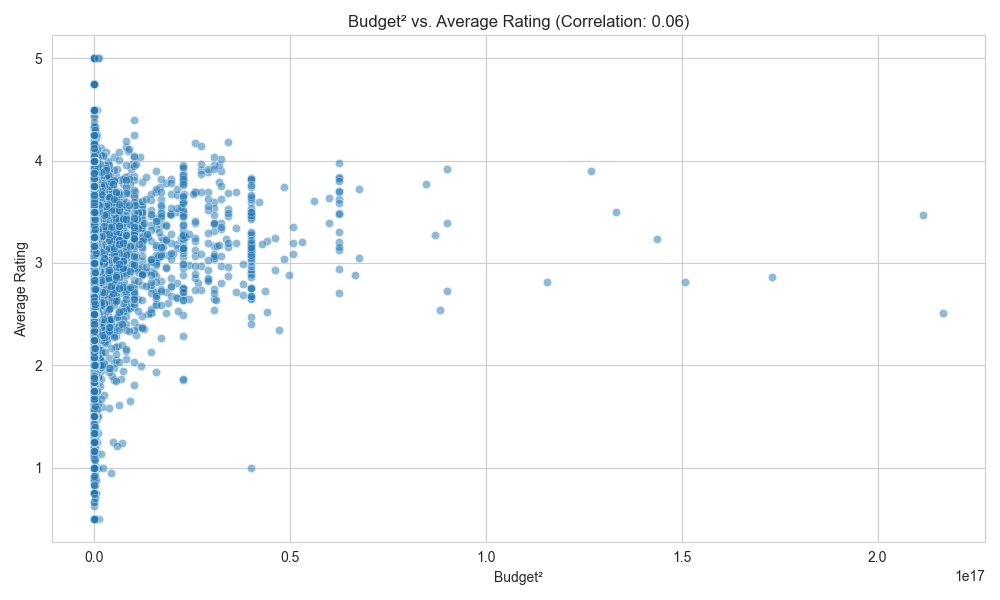 Budget² vs. Average Rating (Correlation: 0.06)
Average Rating
5
4
3
2
1
0.0 0.5 1.0 1.5 2.0
1e17
Budget²